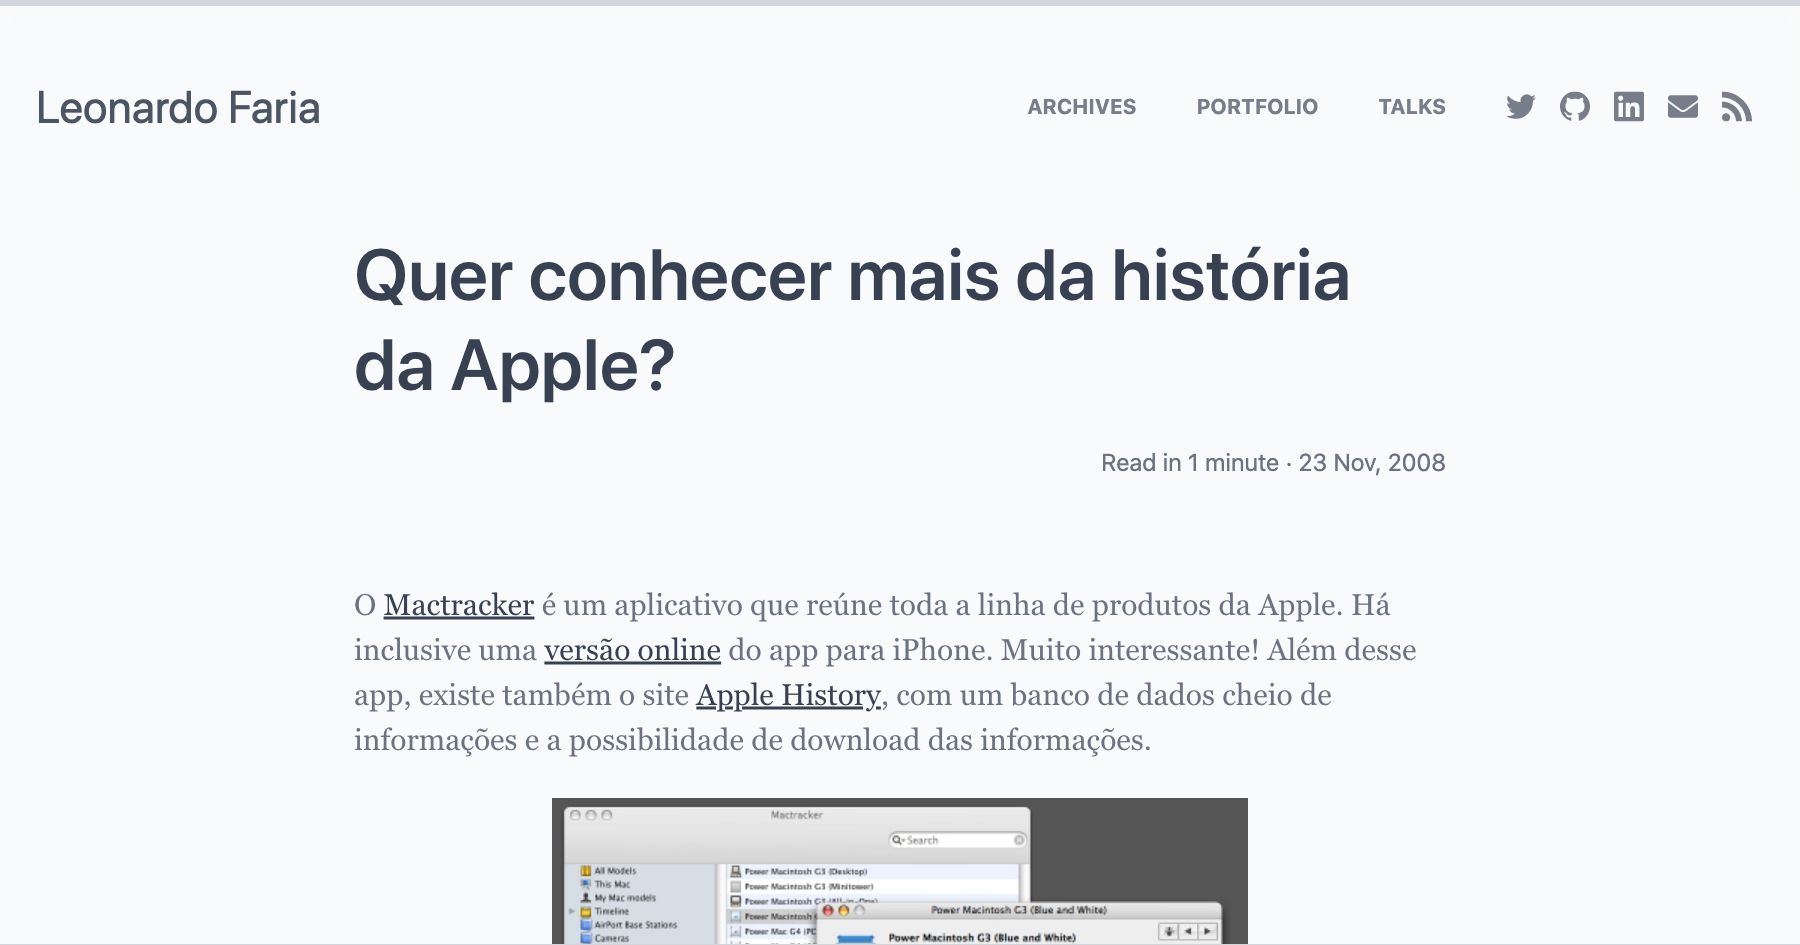 Leonardo Faria
ARCHIVES PORTFOLIO TALKS
Quer conhecer mais da história
da Apple?
Read in 1 minute · 23 Nov, 2008
O Mactracker é um aplicativo que reúne toda a linha de produtos da Apple. Há
inclusive uma versão online do app para iPhone. Muito interessante! Além desse
app, existe também o site Apple History, com um banco de dados cheio de
informações e a possibilidade de download das informações.
Mactracker
Search
All Models
This Mac
My Mac models
Timeline
AirPort Base Stations
Cameras
Power Macintosh G3 (Desktop)
Power Macintosh G3 (Minitower)
Power Macintosh G3 (All-in-One)
Power Macintosh
Power Mac G4 (PC
Power Macintosh G3 (Blue and White)
Power Macintosh G3 (Blue and White)